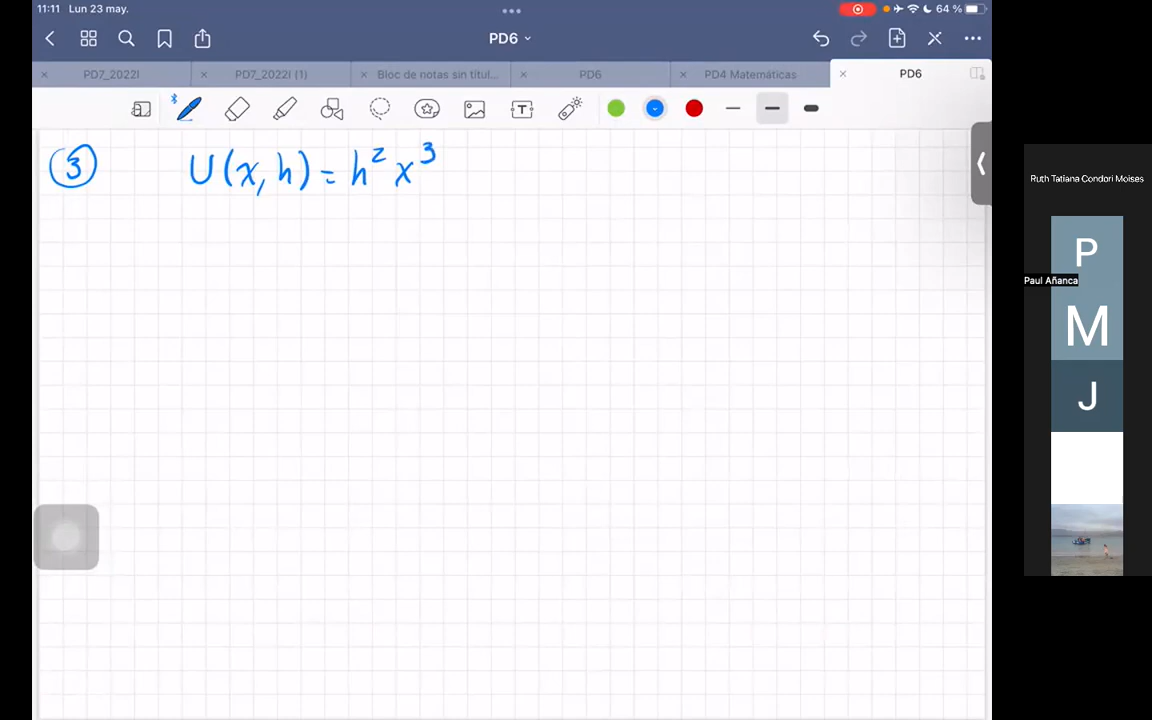 11:11 Lun 23 may. 64 %
PD6
PD7_2022I PD7_2022I (1) Bloc de notas sin títul... PD6 PD4 Matemáticas PD6
T
3 U(x, h) = h² x³
Ruth Tatiana Condori Moises
P
Paul Añanca
M
J